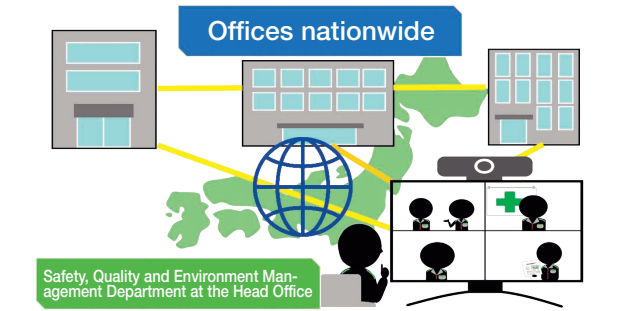 Offices nationwide
Safety, Quality and Environment Man-
agement Department at the Head Office